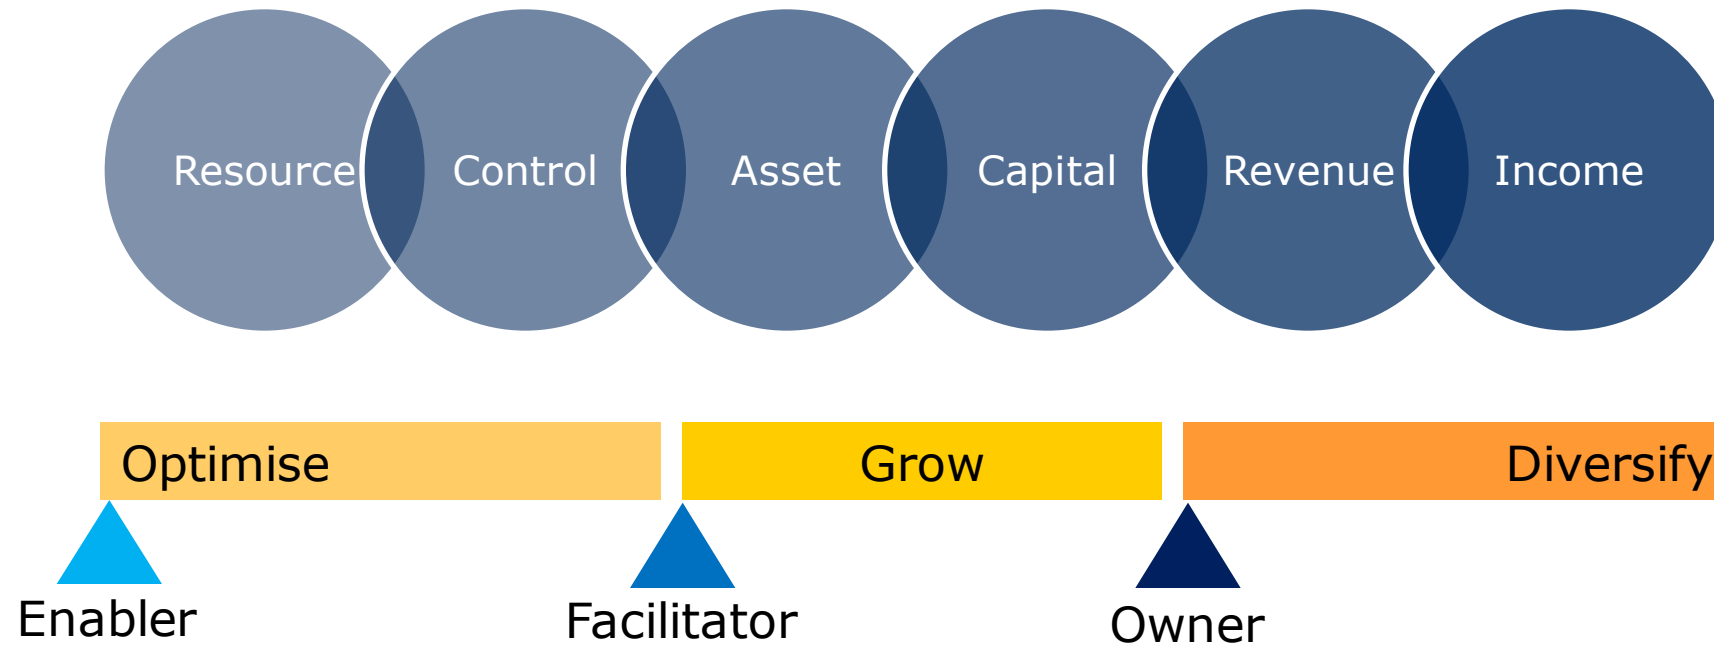 Resource Control Asset Capital Revenue Income
Optimise Grow Diversify
Enabler Facilitator Owner